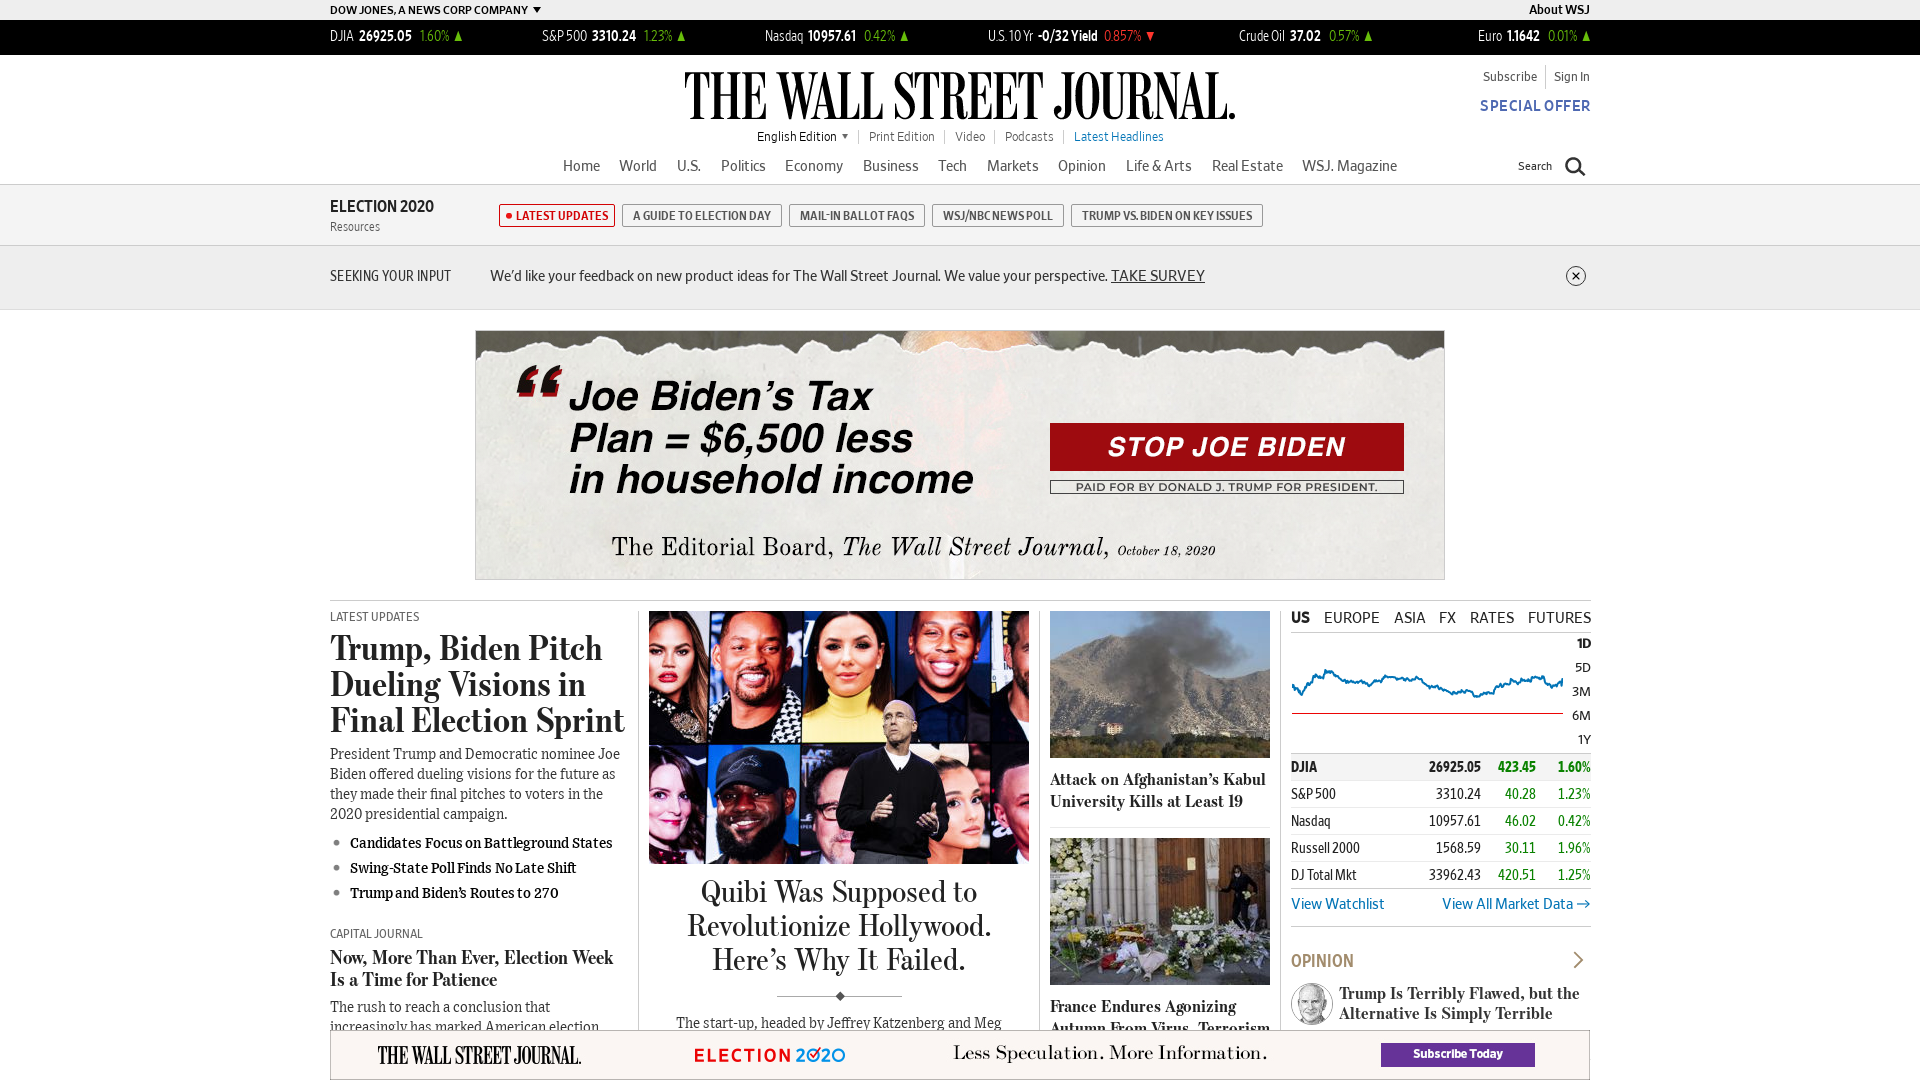 DOW JONES, A NEWS CORP COMPANY
About WSJ
DJIA 26925.05 1.60%
S&P 500 3310.24 1.23%
Nasdaq 10957.61 0.42%
U.S. 10 Yr -0/32 Yield 0.857%
Crude Oil 37.02 0.57%
Euro 1.1642 0.01%
THE WALL STREET JOURNAL.
Subscribe
Sign In
SPECIAL OFFER
English Edition
Print Edition
Video
Podcasts
Latest Headlines
Home
World
U.S.
Politics
Economy
Business
Tech
Markets
Opinion
Life & Arts
Real Estate
WSJ. Magazine
Search
ELECTION 2020
Resources
LATEST UPDATES
A GUIDE TO ELECTION DAY
MAIL-IN BALLOT FAQS
WSJ/NBC NEWS POLL
TRUMP VS. BIDEN ON KEY ISSUES
SEEKING YOUR INPUT
We’d like your feedback on new product ideas for The Wall Street Journal. We value your perspective. TAKE SURVEY
“Joe Biden’s Tax
Plan = $6,500 less
in household income
STOP JOE BIDEN
PAID FOR BY DONALD J. TRUMP FOR PRESIDENT.
The Editorial Board, The Wall Street Journal, October 18, 2020
LATEST UPDATES
Trump, Biden Pitch
Dueling Visions in
Final Election Sprint
President Trump and Democratic nominee Joe
Biden offered dueling visions for the future as
they made their final pitches to voters in the
2020 presidential campaign.
Candidates Focus on Battleground States
Swing-State Poll Finds No Late Shift
Trump and Biden’s Routes to 270
CAPITAL JOURNAL
Now, More Than Ever, Election Week
Is a Time for Patience
The rush to reach a conclusion that
increasingly has marked American election
Quibi Was Supposed to
Revolutionize Hollywood.
Here’s Why It Failed.
The start-up, headed by Jeffrey Katzenberg and Meg
Attack on Afghanistan’s Kabul
University Kills at Least 19
France Endures Agonizing
Autumn From Virus, Terrorism
US
EUROPE
ASIA
FX
RATES
FUTURES
1D
5D
3M
6M
1Y
DJIA 26925.05 423.45 1.60%
S&P 500 3310.24 40.28 1.23%
Nasdaq 10957.61 46.02 0.42%
Russell 2000 1568.59 30.11 1.96%
DJ Total Mkt 33962.43 420.51 1.25%
View Watchlist
View All Market Data
OPINION
Trump Is Terribly Flawed, but the
Alternative Is Simply Terrible
THE WALL STREET JOURNAL.
ELECTION 2020
Less Speculation. More Information.
Subscribe Today